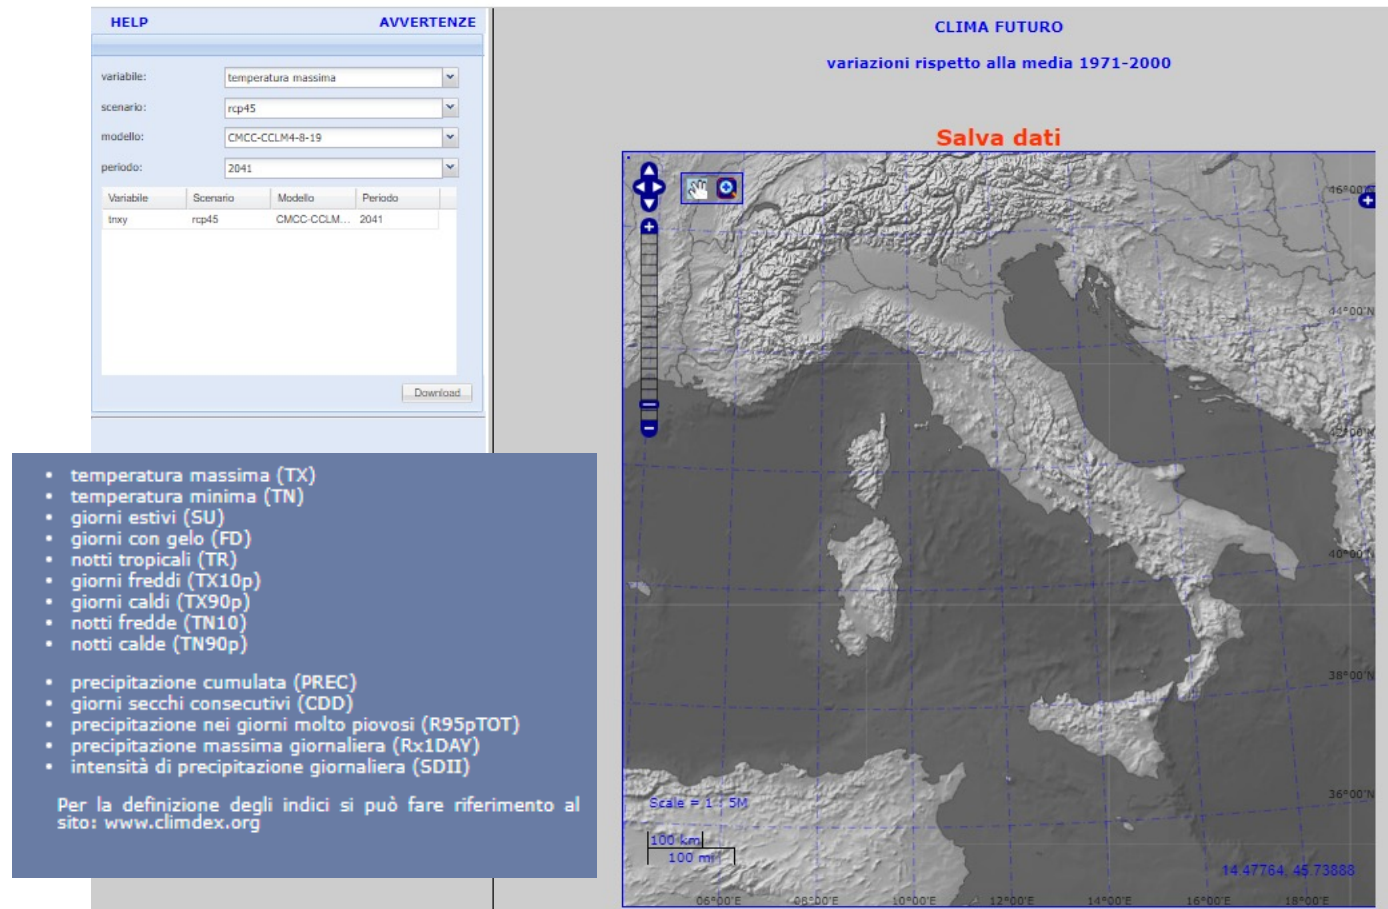 HELP AVVERTENZE
variabile: temperatura massima
scenario: rcp45
modello: CMCC-CCLM4-8-19
periodo: 2041
Variabile Scenario Modello Periodo
tnxy rcp45 CMCC-CCLM... 2041
Download
• temperatura massima (TX)
• temperatura minima (TN)
• giorni estivi (SU)
• giorni con gelo (FD)
• notti tropicali (TR)
• giorni freddi (TX10p)
• giorni caldi (TX90p)
• notti fredde (TN10)
• notti calde (TN90p)
• precipitazione cumulata (PREC)
• giorni secchi consecutivi (CDD)
• precipitazione nei giorni molto piovosi (R95pTOT)
• precipitazione massima giornaliera (Rx1DAY)
• intensità di precipitazione giornaliera (SDII)
Per la definizione degli indici si può fare riferimento al
sito: www.climdex.org
CLIMA FUTURO
variazioni rispetto alla media 1971-2000
Salva dati
46°00'N
44°00'N
42°00'N
40°00'N
38°00'N
36°00'N
Scale = 1 : 5M
100 km
100 mi
14.47764, 45.73888
06°00'E 08°00'E 10°00'E 12°00'E 14°00'E 16°00'E 18°00'E